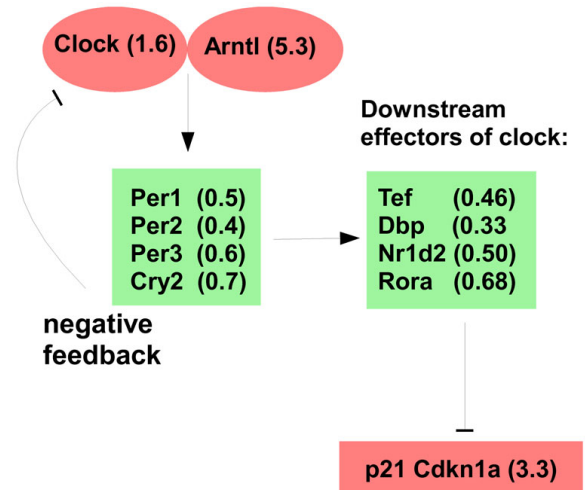 Clock (1.6) Arntl (5.3)
Downstream
effectors of clock:
Per1 (0.5)
Per2 (0.4)
Per3 (0.6)
Cry2 (0.7)
Tef (0.46)
Dbp (0.33
Nr1d2 (0.50)
Rora (0.68)
negative
feedback
p21 Cdkn1a (3.3)